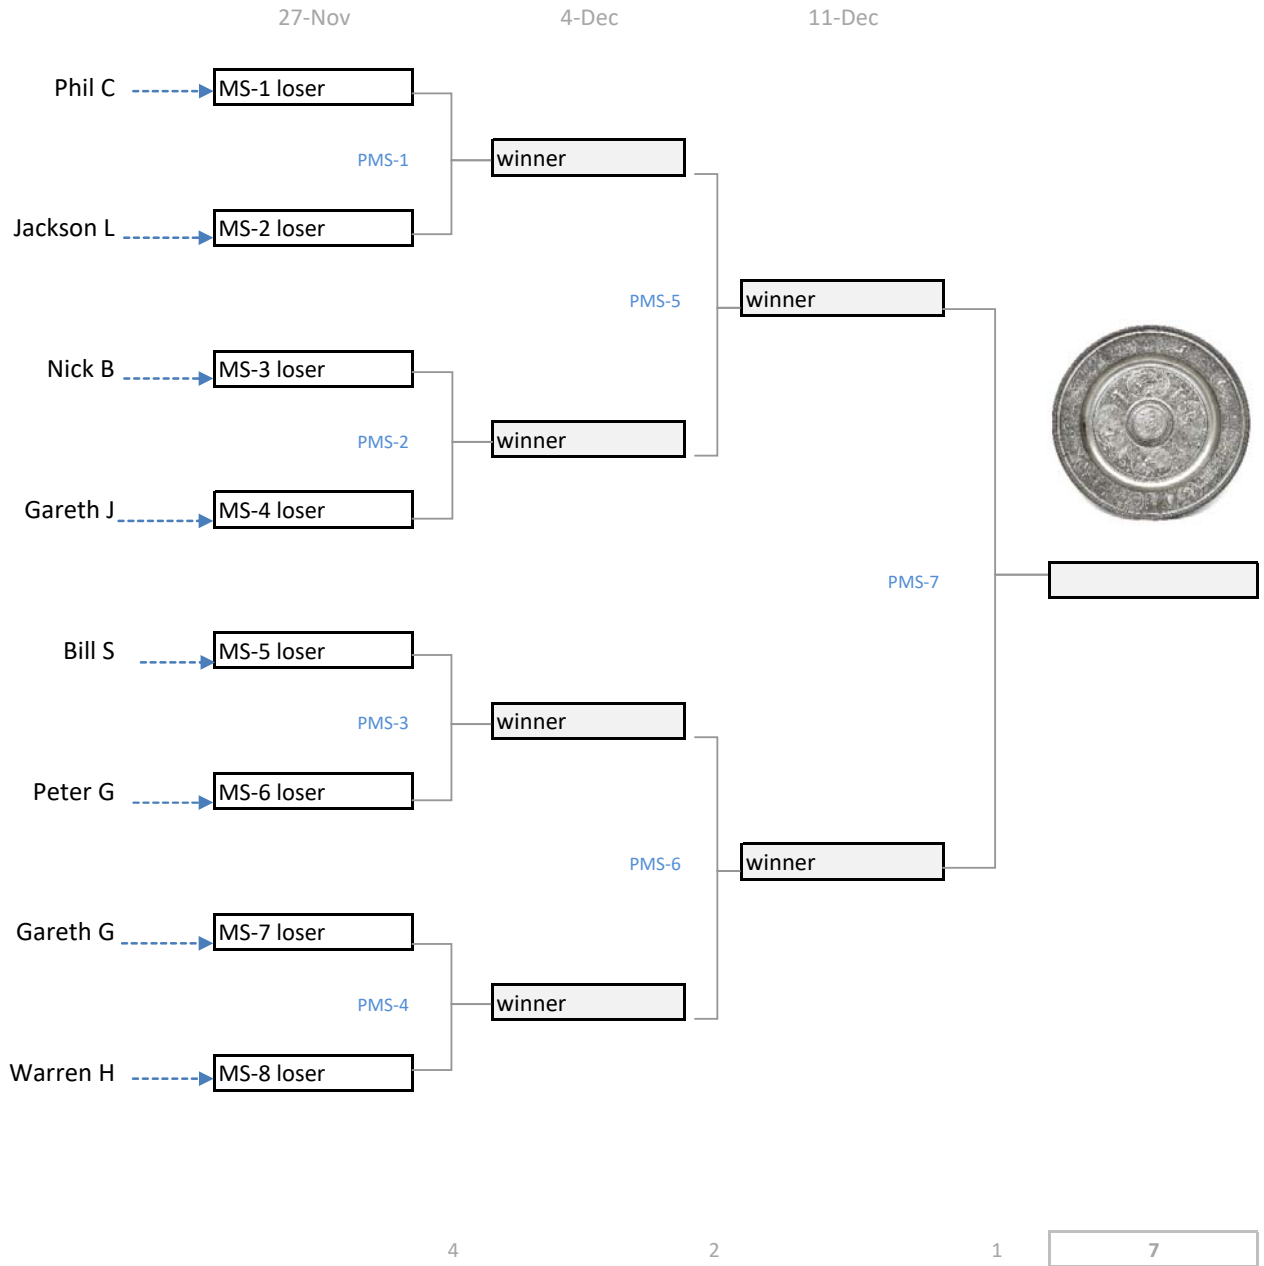 27-Nov 4-Dec 11-Dec
Phil C MS-1 loser
PMS-1 winner
Jackson L MS-2 loser
PMS-5 winner
Nick B MS-3 loser
PMS-2 winner
Gareth J MS-4 loser
PMS-7
Bill S MS-5 loser
PMS-3 winner
Peter G MS-6 loser
PMS-6 winner
Gareth G MS-7 loser
PMS-4 winner
Warren H MS-8 loser
4 2 1 7